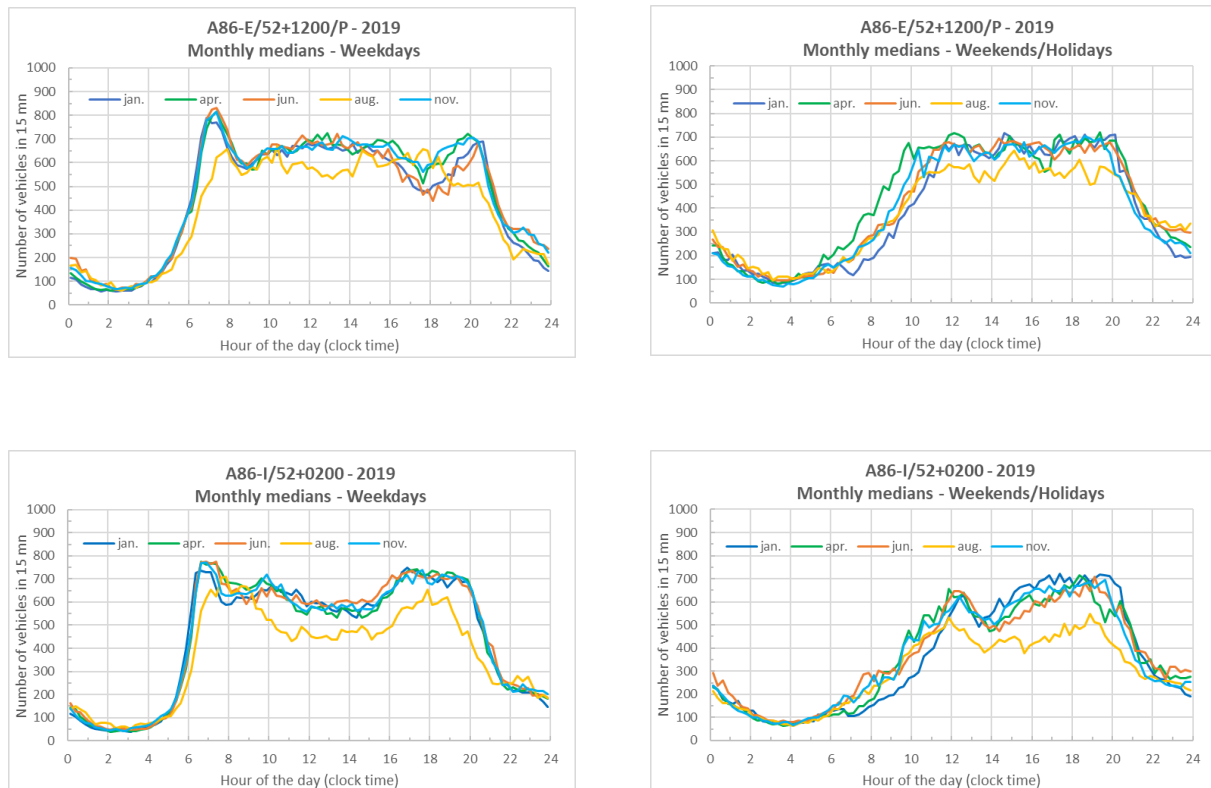 A86-E/52+1200/P - 2019
Monthly medians - Weekdays
Number of vehicles in 15 mn
1000
900
800
700
600
500
400
300
200
100
0
jan. apr. jun. aug. nov.
0 2 4 6 8 10 12 14 16 18 20 22 24
Hour of the day (clock time)
A86-E/52+1200/P - 2019
Monthly medians - Weekends/Holidays
Number of vehicles in 15 mn
1000
900
800
700
600
500
400
300
200
100
0
jan. apr. jun. aug. nov.
0 2 4 6 8 10 12 14 16 18 20 22 24
Hour of the day (clock time)
A86-I/52+0200 - 2019
Monthly medians - Weekdays
Number of vehicles in 15 mn
1000
900
800
700
600
500
400
300
200
100
0
jan. apr. jun. aug. nov.
0 2 4 6 8 10 12 14 16 18 20 22 24
Hour of the day (clock time)
A86-I/52+0200 - 2019
Monthly medians - Weekends/Holidays
Number of vehicles in 15 mn
1000
900
800
700
600
500
400
300
200
100
0
jan. apr. jun. aug. nov.
0 2 4 6 8 10 12 14 16 18 20 22 24
Hour of the day (clock time)